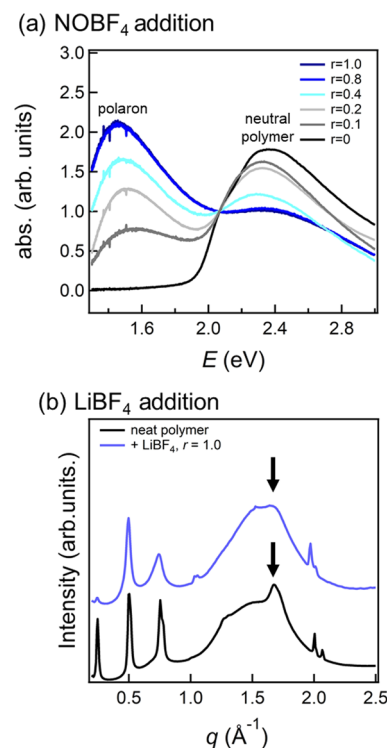 (a) NOBF₄ addition
3.0
2.5
2.0
1.5
1.0
0.5
0.0
abs. (arb. units)
polaron
neutral
polymer
r=1.0
r=0.8
r=0.4
r=0.2
r=0.1
r=0
1.6 2.0 2.4 2.8
E (eV)
(b) LiBF₄ addition
neat polymer
+ LiBF₄, r = 1.0
Intensity (arb.units.)
0.5 1.0 1.5 2.0 2.5
q (Å⁻¹)